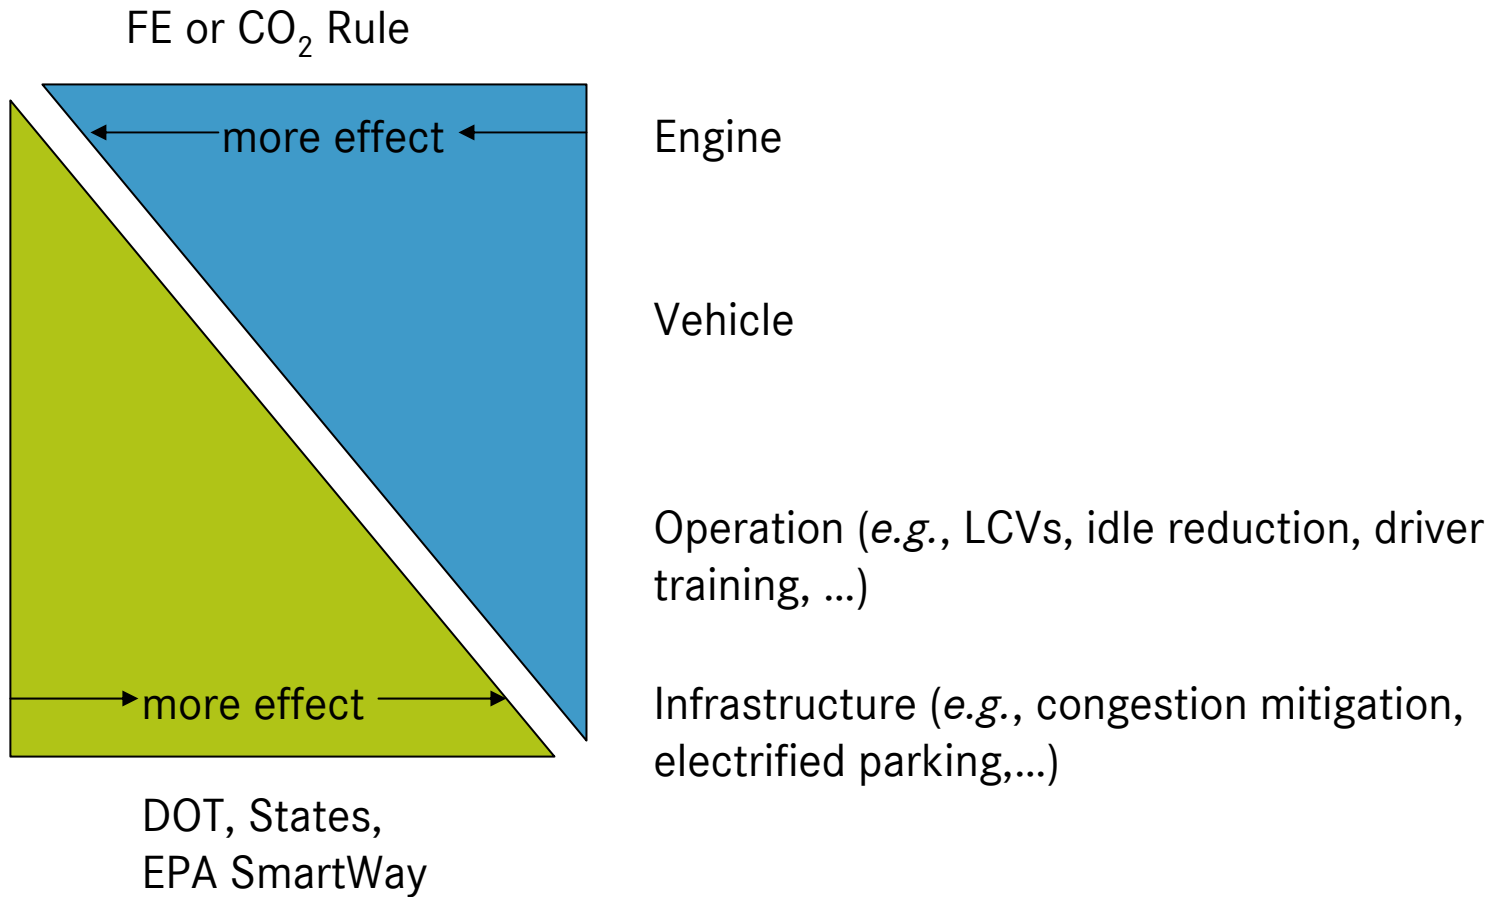 FE or CO₂ Rule
more effect
Engine
Vehicle
Operation (e.g., LCVs, idle reduction, driver
training, ...)
more effect
Infrastructure (e.g., congestion mitigation,
electrified parking,...)
DOT, States,
EPA SmartWay